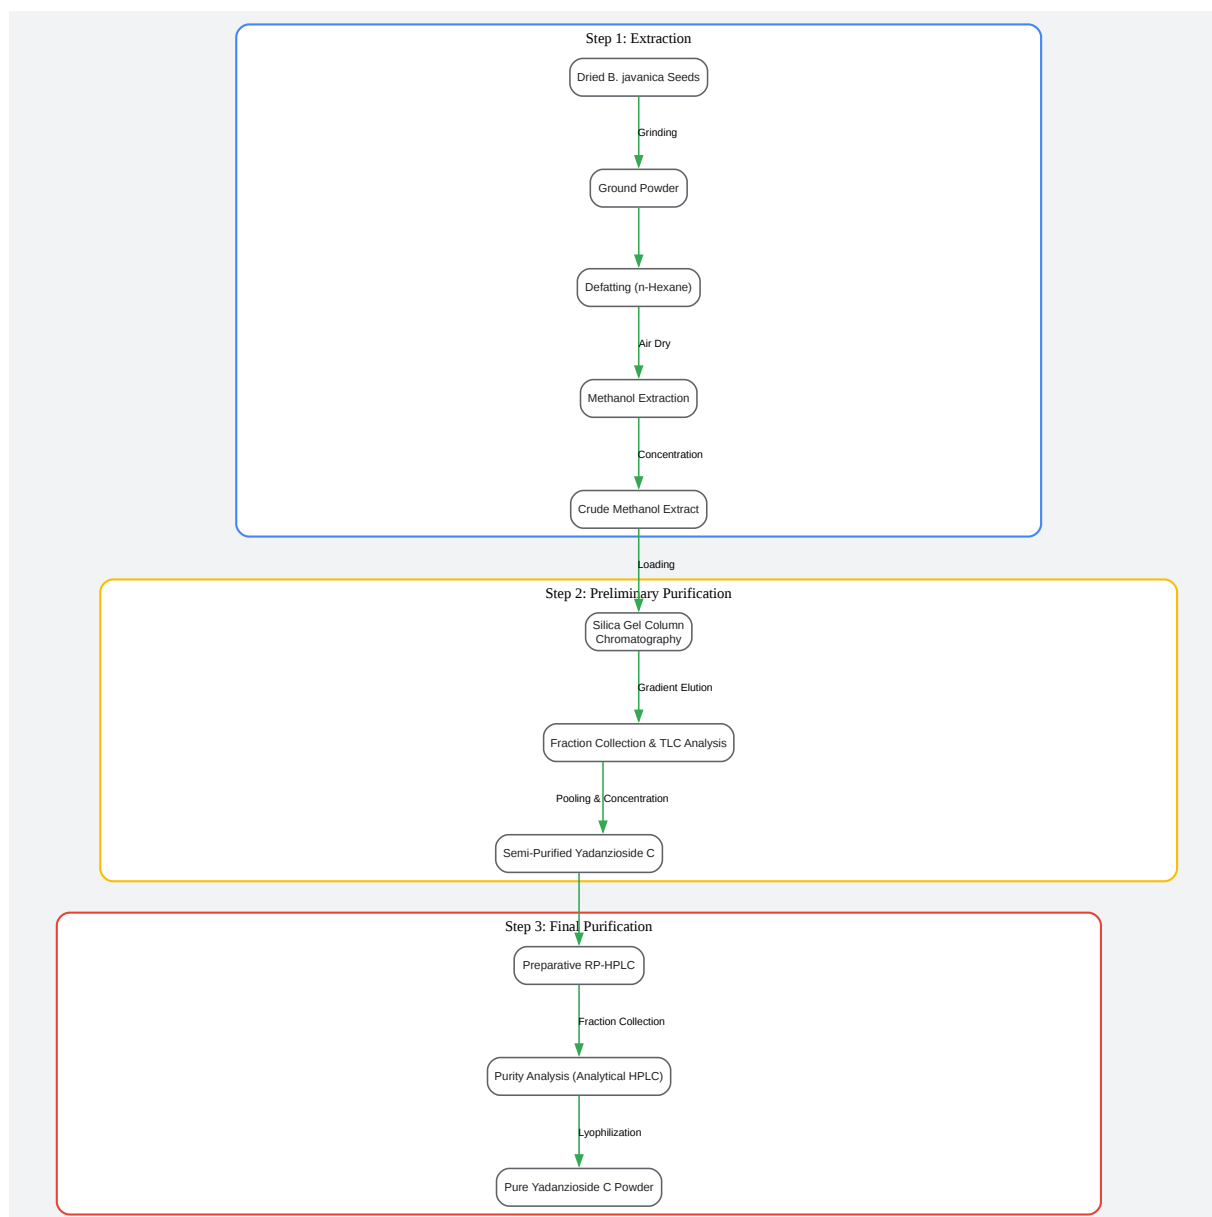 Step 1: Extraction
Dried B. javanica Seeds
Grinding
Ground Powder
Defatting (n-Hexane)
Air Dry
Methanol Extraction
Concentration
Crude Methanol Extract
Loading
Step 2: Preliminary Purification
Silica Gel Column
Chromatography
Gradient Elution
Fraction Collection & TLC Analysis
Pooling & Concentration
Semi-Purified Yadanzioside C
Step 3: Final Purification
Preparative RP-HPLC
Fraction Collection
Purity Analysis (Analytical HPLC)
Lyophilization
Pure Yadanzioside C Powder